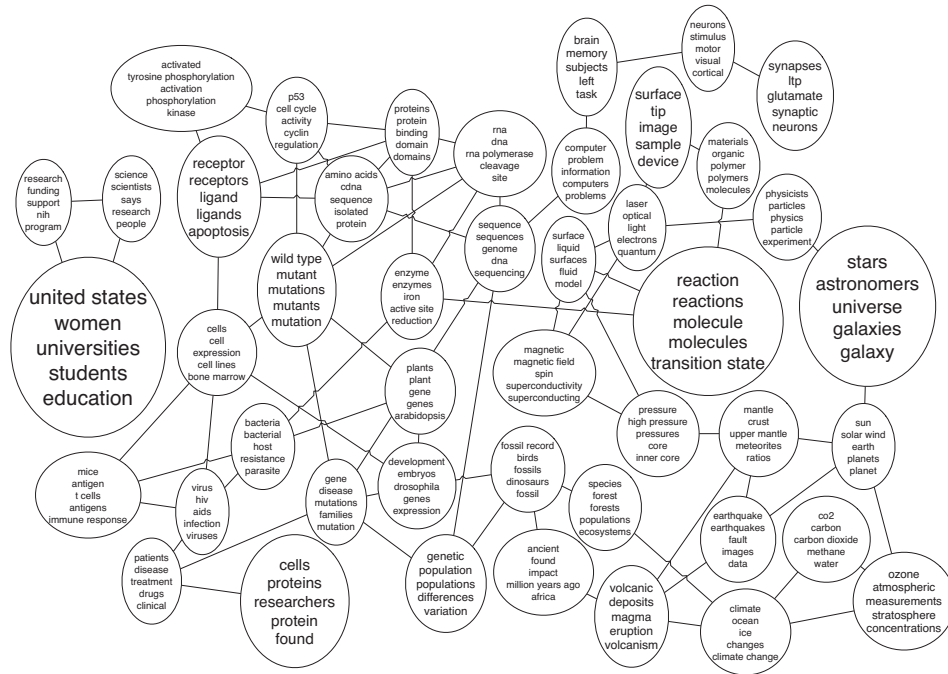 activated
tyrosine phosphorylation
activation
phosphorylation
kinase
p53
cell cycle
activity
cyclin
regulation
proteins
protein
binding
domain
domains
rna
dna
rna polymerase
cleavage
site
brain
memory
subjects
left
task
neurons
stimulus
motor
visual
cortical
synapses
ltp
glutamate
synaptic
neurons
surface
tip
image
sample
device
research
funding
support
nih
program
science
scientists
says
research
people
receptor
receptors
ligand
ligands
apoptosis
amino acids
cdna
sequence
isolated
protein
computer
problem
information
computers
problems
materials
organic
polymer
polymers
molecules
physicists
particles
physics
particle
experiment
laser
optical
light
electrons
quantum
sequence
sequences
genome
dna
sequencing
surface
liquid
surfaces
fluid
model
wild type
mutant
mutations
mutants
mutation
enzyme
enzymes
iron
active site
reduction
reaction
reactions
molecule
molecules
transition state
stars
astronomers
universe
galaxies
galaxy
united states
women
universities
students
education
cells
cell
expression
cell lines
bone marrow
plants
plant
gene
genes
arabidopsis
magnetic
magnetic field
spin
superconductivity
superconducting
pressure
high pressure
pressures
core
inner core
mantle
crust
upper mantle
meteorites
ratios
sun
solar wind
earth
planets
planet
bacteria
bacterial
host
resistance
parasite
mice
antigen
t cells
antigens
immune response
virus
hiv
aids
infection
viruses
gene
disease
mutations
families
mutation
development
embryos
drosophila
genes
expression
fossil record
birds
fossils
dinosaurs
fossil
species
forest
forests
populations
ecosystems
earthquake
earthquakes
fault
images
data
co2
carbon
carbon dioxide
methane
water
patients
disease
treatment
drugs
clinical
cells
proteins
researchers
protein
found
genetic
population
populations
differences
variation
ancient
found
impact
million years ago
africa
volcanic
deposits
magma
eruption
volcanism
climate
ocean
ice
changes
climate change
ozone
atmospheric
measurements
stratosphere
concentrations